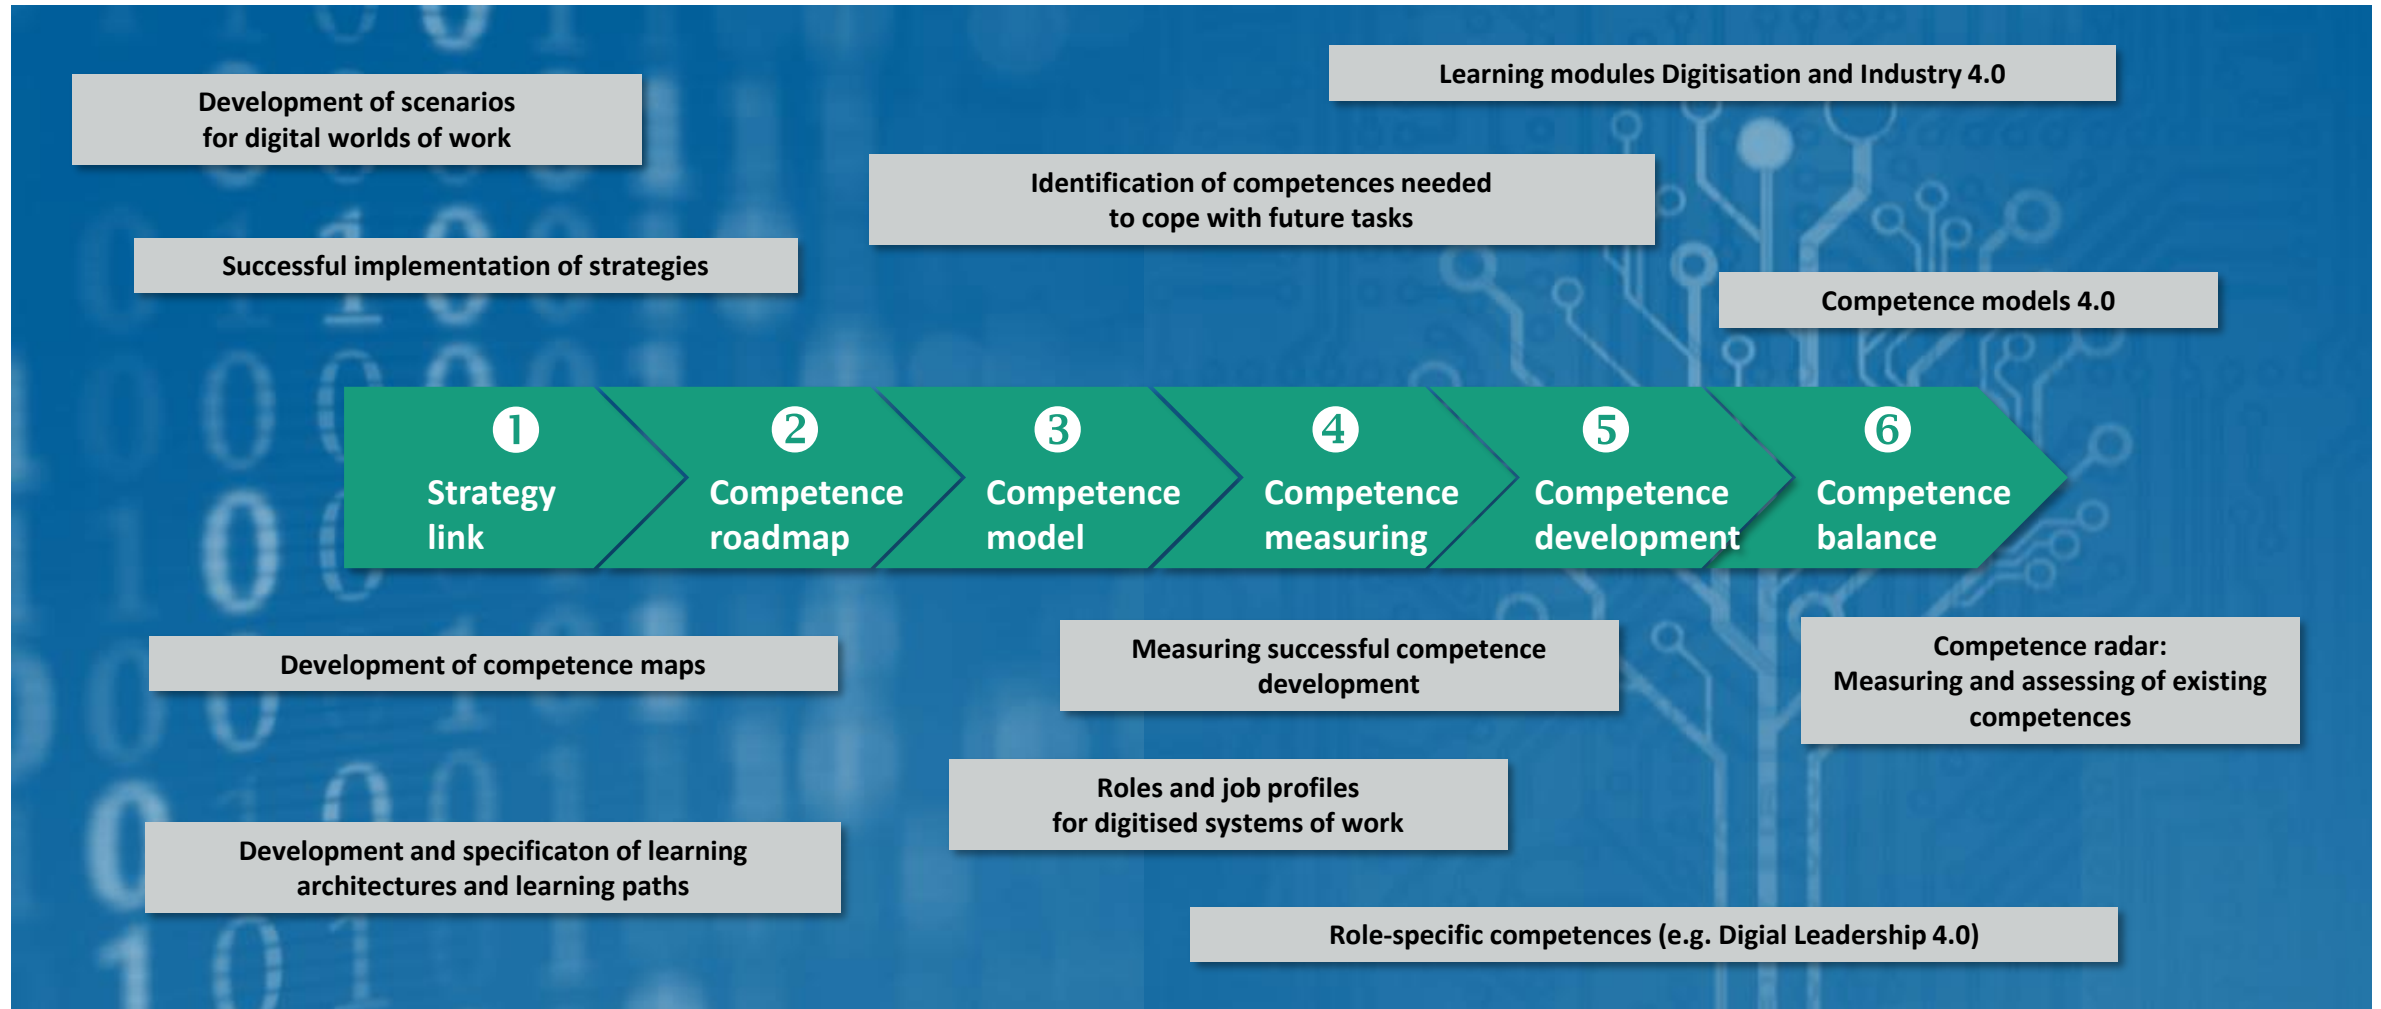 Learning modules Digitisation and Industry 4.0
Development of scenarios
for digital worlds of work
Identification of competences needed
to cope with future tasks
Successful implementation of strategies
Competence models 4.0
1
Strategy
link
2
Competence
roadmap
3
Competence
model
4
Competence
measuring
5
Competence
development
6
Competence
balance
Development of competence maps
Measuring successful competence
development
Competence radar:
Measuring and assessing of existing
competences
Roles and job profiles
for digitised systems of work
Development and specificaton of learning
architectures and learning paths
Role-specific competences (e.g. Digial Leadership 4.0)